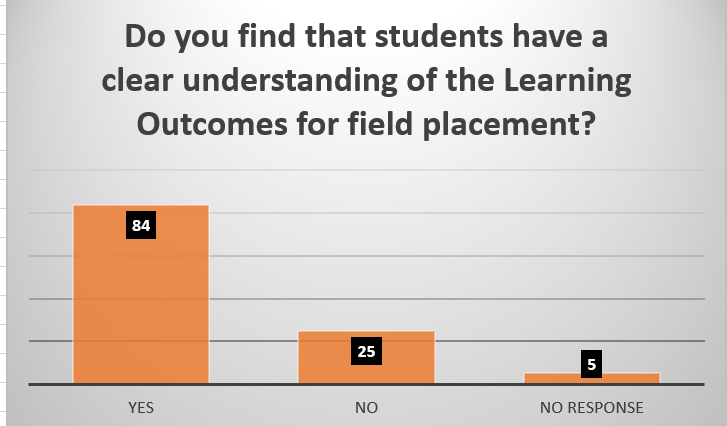 Do you find that students have a
clear understanding of the Learning
Outcomes for field placement?
84
25
5
YES
NO
NO RESPONSE